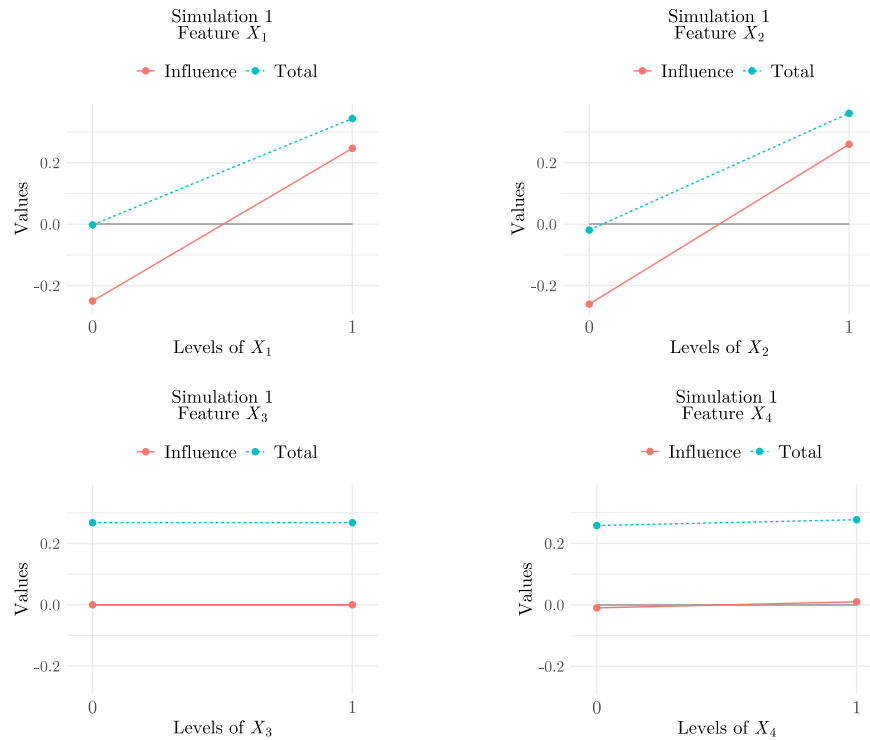 Simulation 1
Feature X₁
Influence Total
0.2
0.0
-0.2
Values
0 1
Levels of X₁
Simulation 1
Feature X₂
Influence Total
0.2
0.0
-0.2
Values
0 1
Levels of X₂
Simulation 1
Feature X₃
Influence Total
0.2
0.0
-0.2
Values
0 1
Levels of X₃
Simulation 1
Feature X₄
Influence Total
0.2
0.0
-0.2
Values
0 1
Levels of X₄